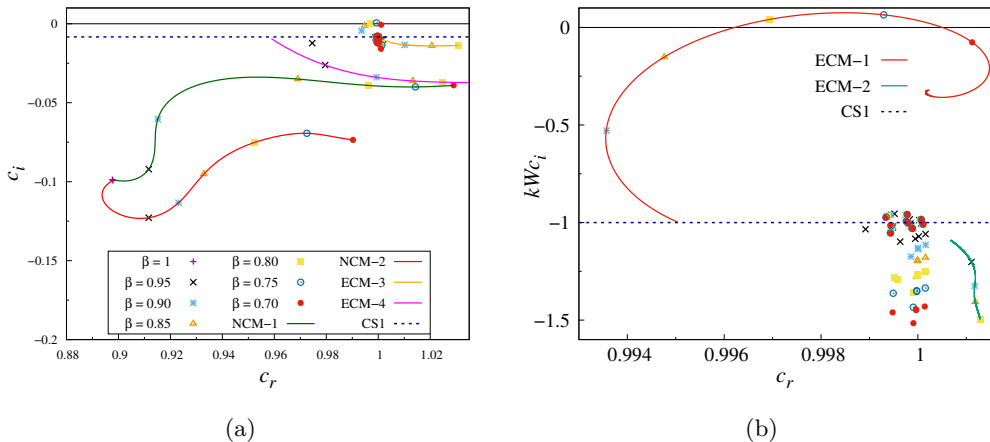 0
−0.05
−0.1
−0.15
−0.2
c_i
0.88 0.9 0.92 0.94 0.96 0.98 1 1.02
c_r
β = 1 β = 0.80 NCM−2
β = 0.95 β = 0.75 ECM−3
β = 0.90 β = 0.70 ECM−4
β = 0.85 NCM−1 CS1
(a)
0
−0.5
−1
−1.5
kWc_i
0.994 0.996 0.998 1
c_r
ECM−1
ECM−2
CS1
(b)